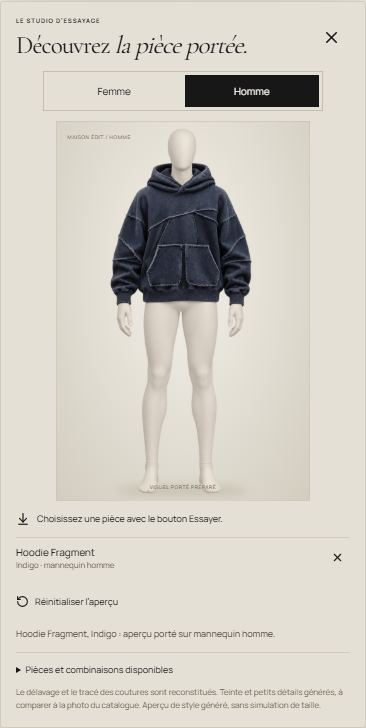 LE STUDIO D'ESSAYAGE
Découvrez la pièce portée.
Femme
Homme
MAISON ÉDIT / HOMME
VISUEL PORTÉ PRÉPARÉ
Choisissez une pièce avec le bouton Essayer.
Hoodie Fragment
Indigo · mannequin homme
Réinitialiser l'aperçu
Hoodie Fragment, Indigo : aperçu porté sur mannequin homme.
Pièces et combinaisons disponibles
Le délavage et le tracé des coutures sont reconstitués. Teinte et petits détails générés, à
comparer à la photo du catalogue. Aperçu de style généré, sans simulation de taille.